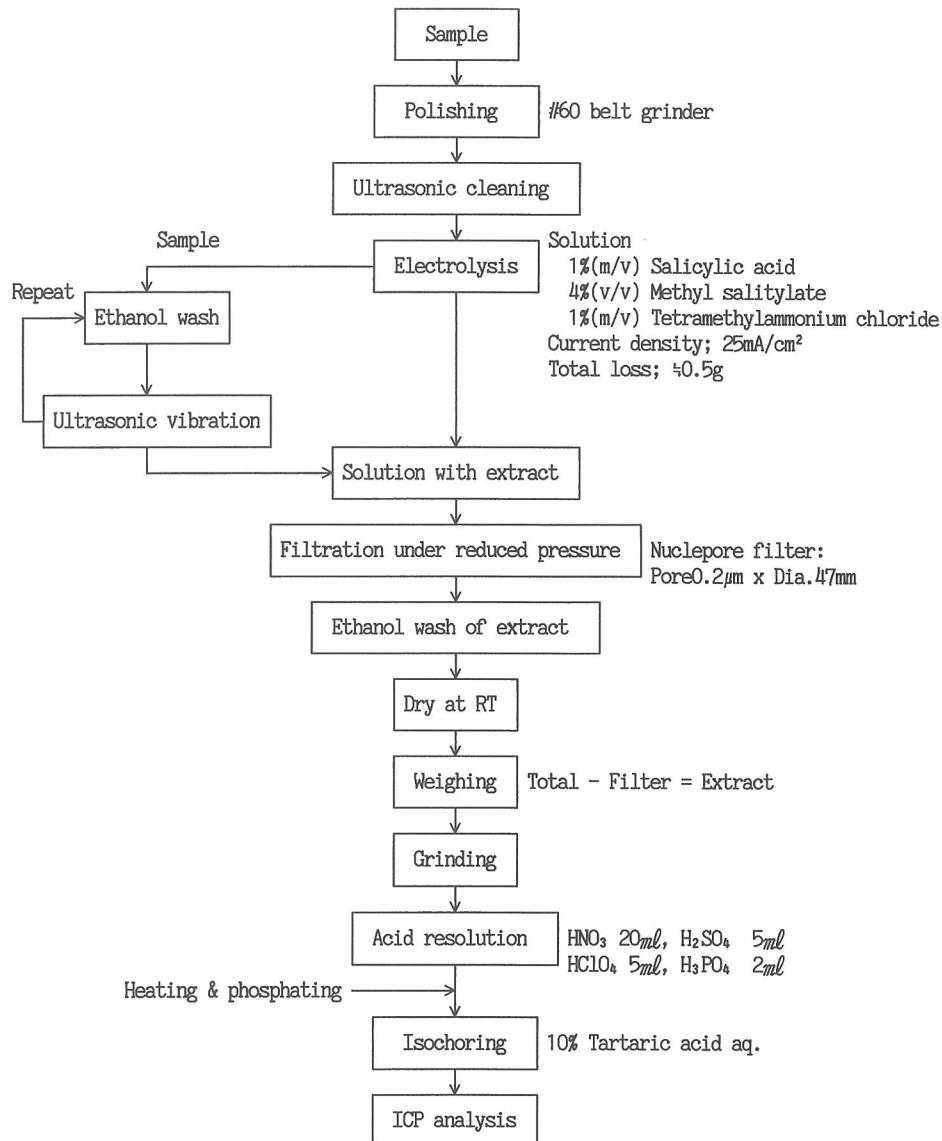 Sample
Polishing
#60 belt grinder
Ultrasonic cleaning
Sample
Electrolysis
Solution
1%(m/v) Salicylic acid
4%(v/v) Methyl salitylate
1%(m/v) Tetramethylammonium chloride
Current density; 25mA/cm²
Total loss; ≒0.5g
Repeat
Ethanol wash
Ultrasonic vibration
Solution with extract
Filtration under reduced pressure
Nuclepore filter:
Pore0.2μm x Dia.47mm
Ethanol wash of extract
Dry at RT
Weighing
Total - Filter = Extract
Grinding
Acid resolution
HNO₃ 20mℓ, H₂SO₄ 5mℓ
HClO₄ 5mℓ, H₃PO₄ 2mℓ
Heating & phosphating
Isochoring
10% Tartaric acid aq.
ICP analysis